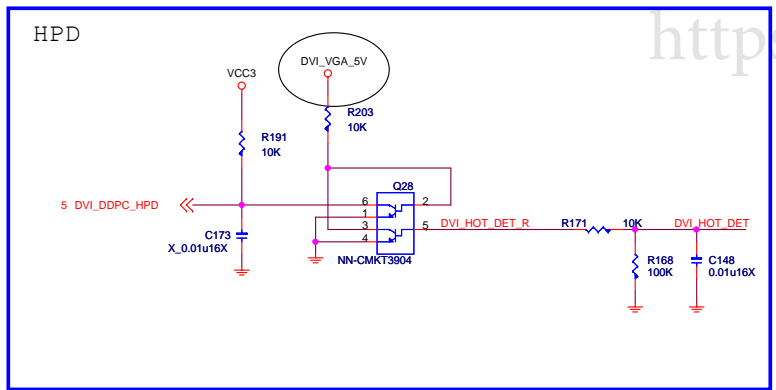 HPD
https
DVI_VGA_5V
VCC3
R203
10K
R191
10K
Q28
5 DVI_DDPC_HPD
6
2
1
3
5
4
DVI_HOT_DET_R
R171
10K
DVI_HOT_DET
C173
X_0.01u16X
NN-CMKT3904
R168
100K
C148
0.01u16X